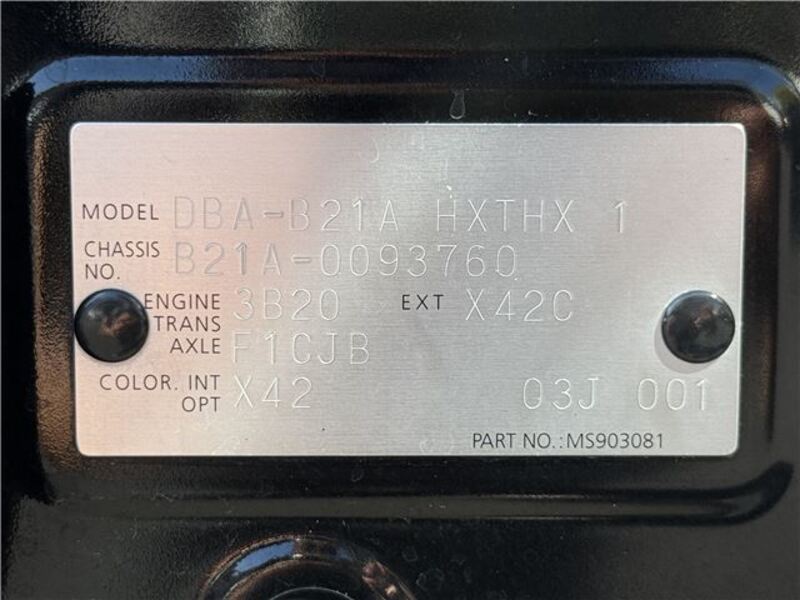 MODEL DBA-B21A HXTHX 1
CHASSIS NO. B21A-0093760
ENGINE 3B20 EXT X42C
TRANS AXLE F1CJB
COLOR. INT OPT X42 03J 001
PART NO.:MS903081